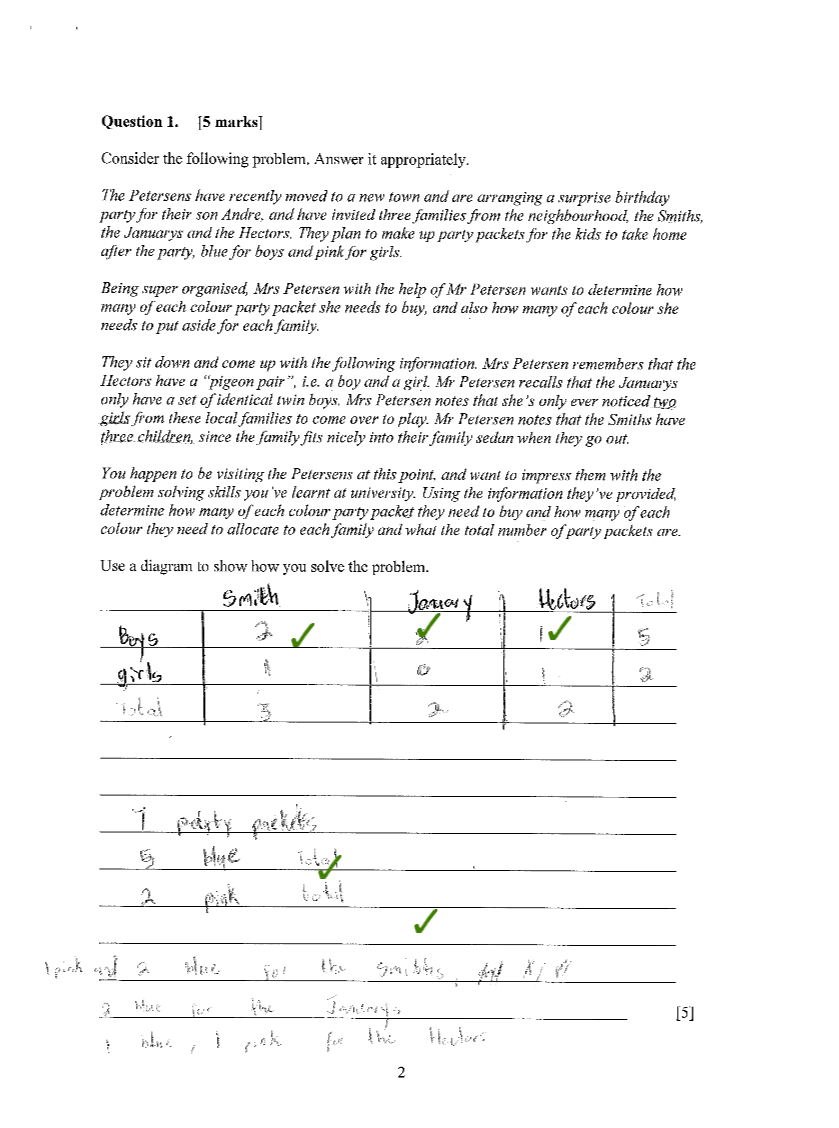 Question 1. [5 marks]
Consider the following problem. Answer it appropriately.
The Petersens have recently moved to a new town and are arranging a surprise birthday
party for their son Andre, and have invited three families from the neighbourhood, the Smiths,
the Januarys and the Hectors. They plan to make up party packets for the kids to take home
after the party, blue for boys and pink for girls.
Being super organised, Mrs Petersen with the help of Mr Petersen wants to determine how
many of each colour party packet she needs to buy, and also how many of each colour she
needs to put aside for each family.
They sit down and come up with the following information. Mrs Petersen remembers that the
Hectors have a "pigeon pair", i.e. a boy and a girl. Mr Petersen recalls that the Januarys
only have a set of identical twin boys. Mrs Petersen notes that she's only ever noticed two
girls from these local families to come over to play. Mr Petersen notes that the Smiths have
three children, since the family fits nicely into their family sedan when they go out.
You happen to be visiting the Petersens at this point, and want to impress them with the
problem solving skills you've learnt at university. Using the information they've provided,
determine how many of each colour party packet they need to buy and how many of each
colour they need to allocate to each family and what the total number of party packets are.
Use a diagram to show how you solve the problem.
Smith January Hectors Total
Boys 2 2 1 5
girls 1 0 1 2
Total 3 2 2
7 party packets
5 blue Total
2 pink total
1 pink and 2 blue for the Smiths,
2 blue for the Januarys
[5]
1 blue, 1 pink for the Hectors
2